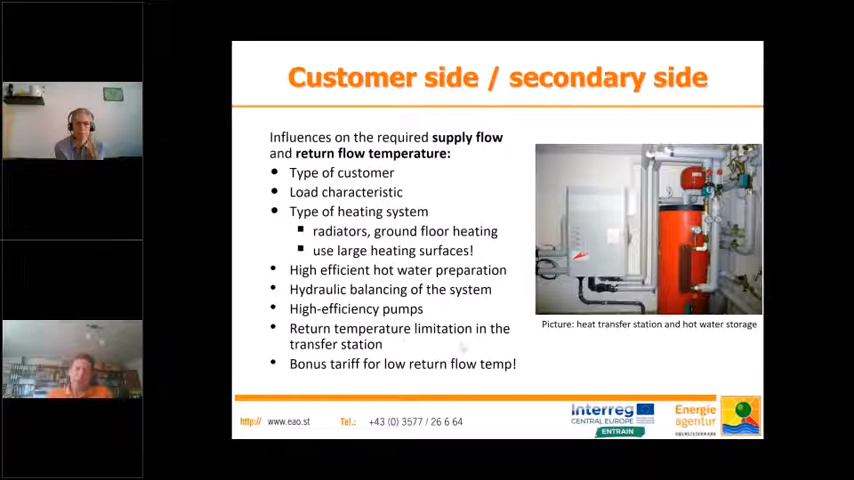 Customer side / secondary side
Influences on the required supply flow
and return flow temperature:
• Type of customer
• Load characteristic
• Type of heating system
▪ radiators, ground floor heating
▪ use large heating surfaces!
• High efficient hot water preparation
• Hydraulic balancing of the system
• High-efficiency pumps
• Return temperature limitation in the
transfer station
• Bonus tariff for low return flow temp!
Picture: heat transfer station and hot water storage
http:// www.eao.st Tel.: +43 (0) 3577 / 26 6 64
Interreg
CENTRAL EUROPE
ENTRAIN
Energie
agentur
OBERSTEIERMARK